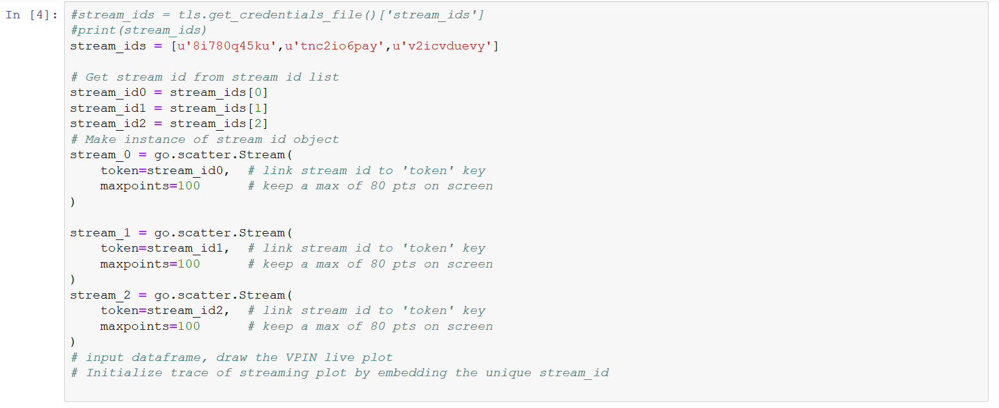 In [4]:
#stream_ids = tls.get_credentials_file()['stream_ids']
#print(stream_ids)
stream_ids = [u'8i780q45ku',u'tnc2io6pay',u'v2icvduevy']

# Get stream id from stream id list
stream_id0 = stream_ids[0]
stream_id1 = stream_ids[1]
stream_id2 = stream_ids[2]
# Make instance of stream id object
stream_0 = go.scatter.Stream(
    token=stream_id0,  # link stream id to 'token' key
    maxpoints=100      # keep a max of 80 pts on screen
)

stream_1 = go.scatter.Stream(
    token=stream_id1,  # link stream id to 'token' key
    maxpoints=100      # keep a max of 80 pts on screen
)
stream_2 = go.scatter.Stream(
    token=stream_id2,  # link stream id to 'token' key
    maxpoints=100      # keep a max of 80 pts on screen
)
# input dataframe, draw the VPIN live plot
# Initialize trace of streaming plot by embedding the unique stream_id